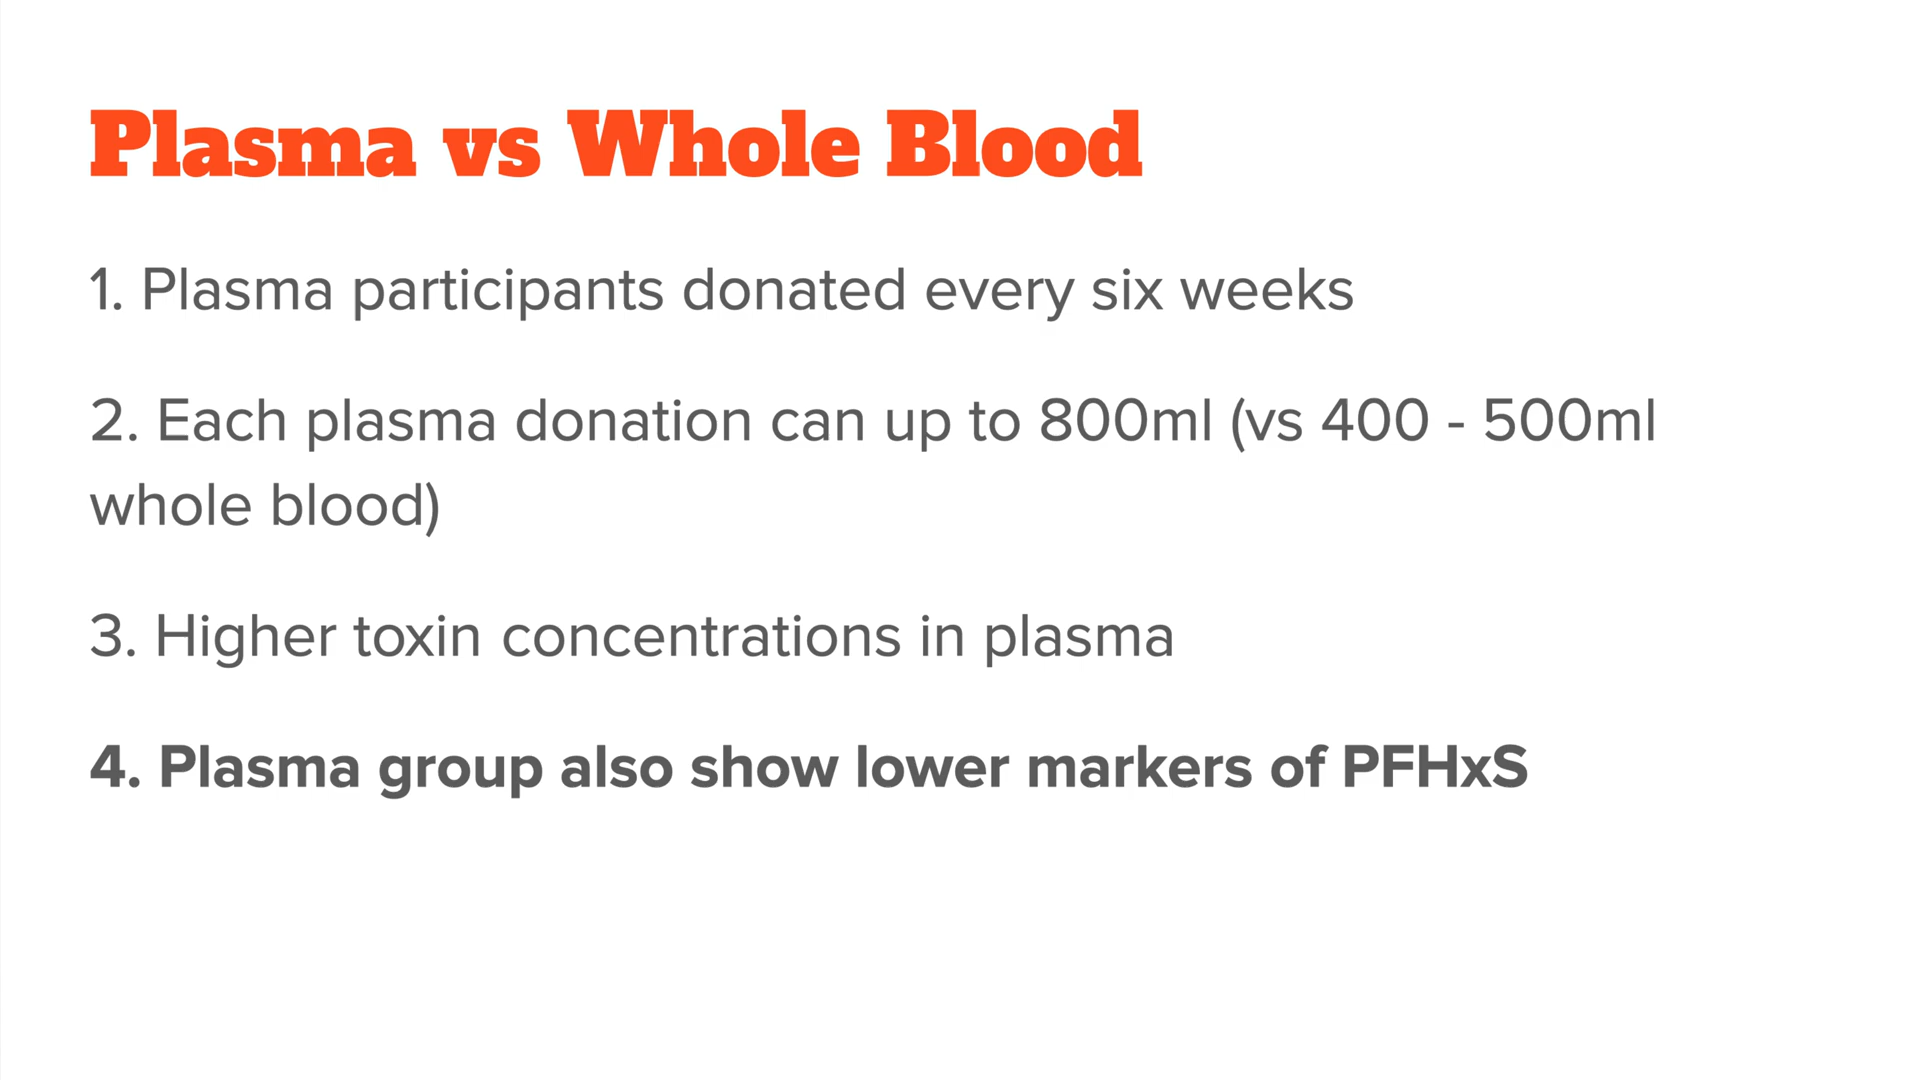 Plasma vs Whole Blood
1. Plasma participants donated every six weeks
2. Each plasma donation can up to 800ml (vs 400 - 500ml
whole blood)
3. Higher toxin concentrations in plasma
4. Plasma group also show lower markers of PFHxS